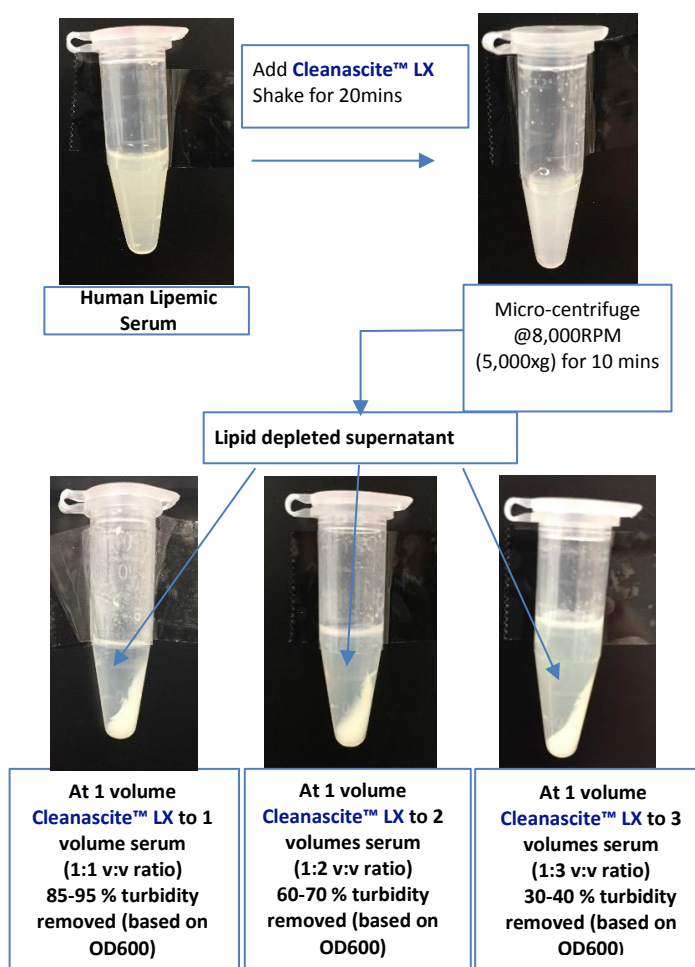 Add Cleanascite™ LX
Shake for 20mins
Human Lipemic
Serum
Micro-centrifuge
@8,000RPM
(5,000xg) for 10 mins
Lipid depleted supernatant
At 1 volume
Cleanascite™ LX to 1
volume serum
(1:1 v:v ratio)
85-95 % turbidity
removed (based on
OD600)
At 1 volume
Cleanascite™ LX to 2
volumes serum
(1:2 v:v ratio)
60-70 % turbidity
removed (based on
OD600)
At 1 volume
Cleanascite™ LX to 3
volumes serum
(1:3 v:v ratio)
30-40 % turbidity
removed (based on
OD600)